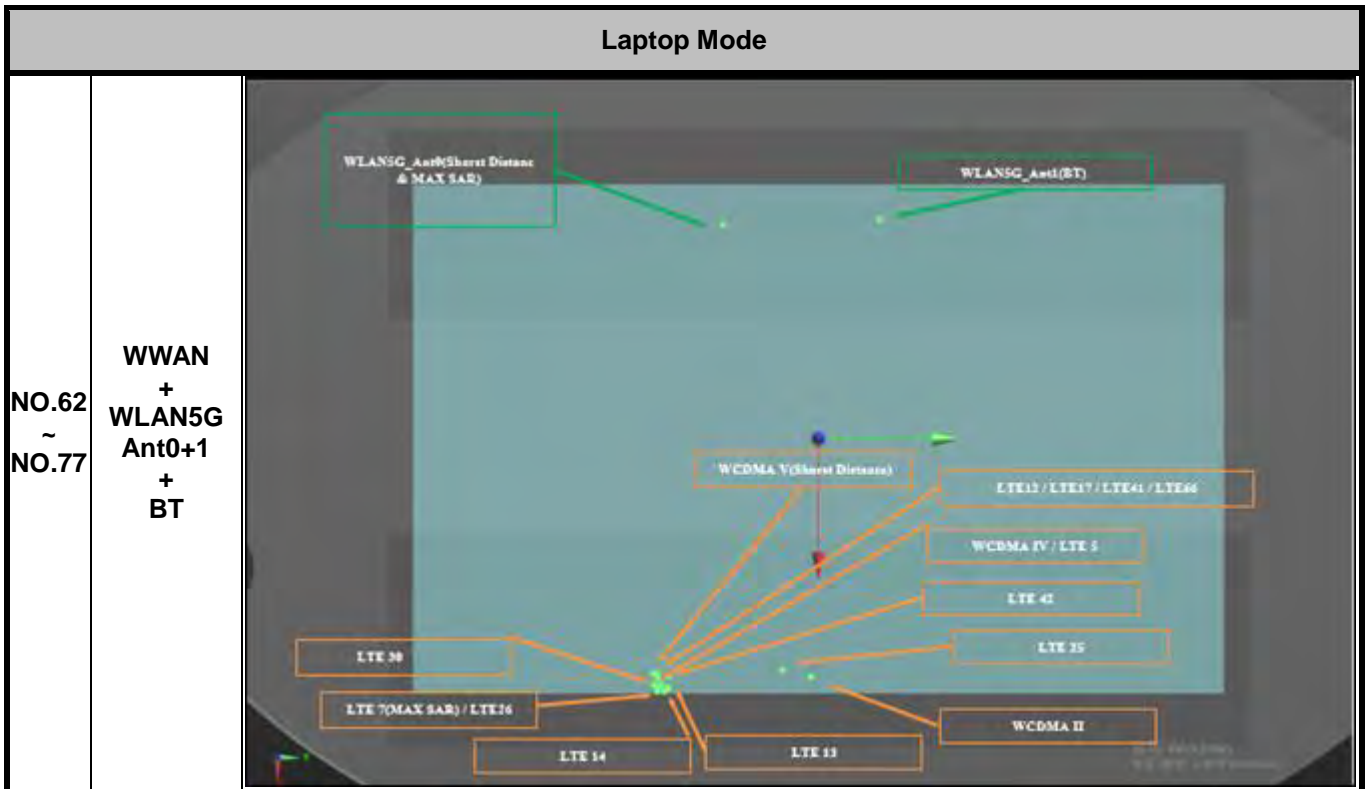 Laptop Mode
NO.62
~
NO.77
WWAN
+
WLAN5G
Ant0+1
+
BT
WLAN5G_Ant0(Shorst Distanc
& MAX SAR)
WLAN5G_Ant1(BT)
WCDMA V(Shorst Distanc)
LTE12 / LTE17 / LTE41 / LTE66
WCDMA IV / LTE 5
LTE 42
LTE 25
LTE 30
LTE 7(MAX SAR) / LTE26
WCDMA II
LTE 14
LTE 13